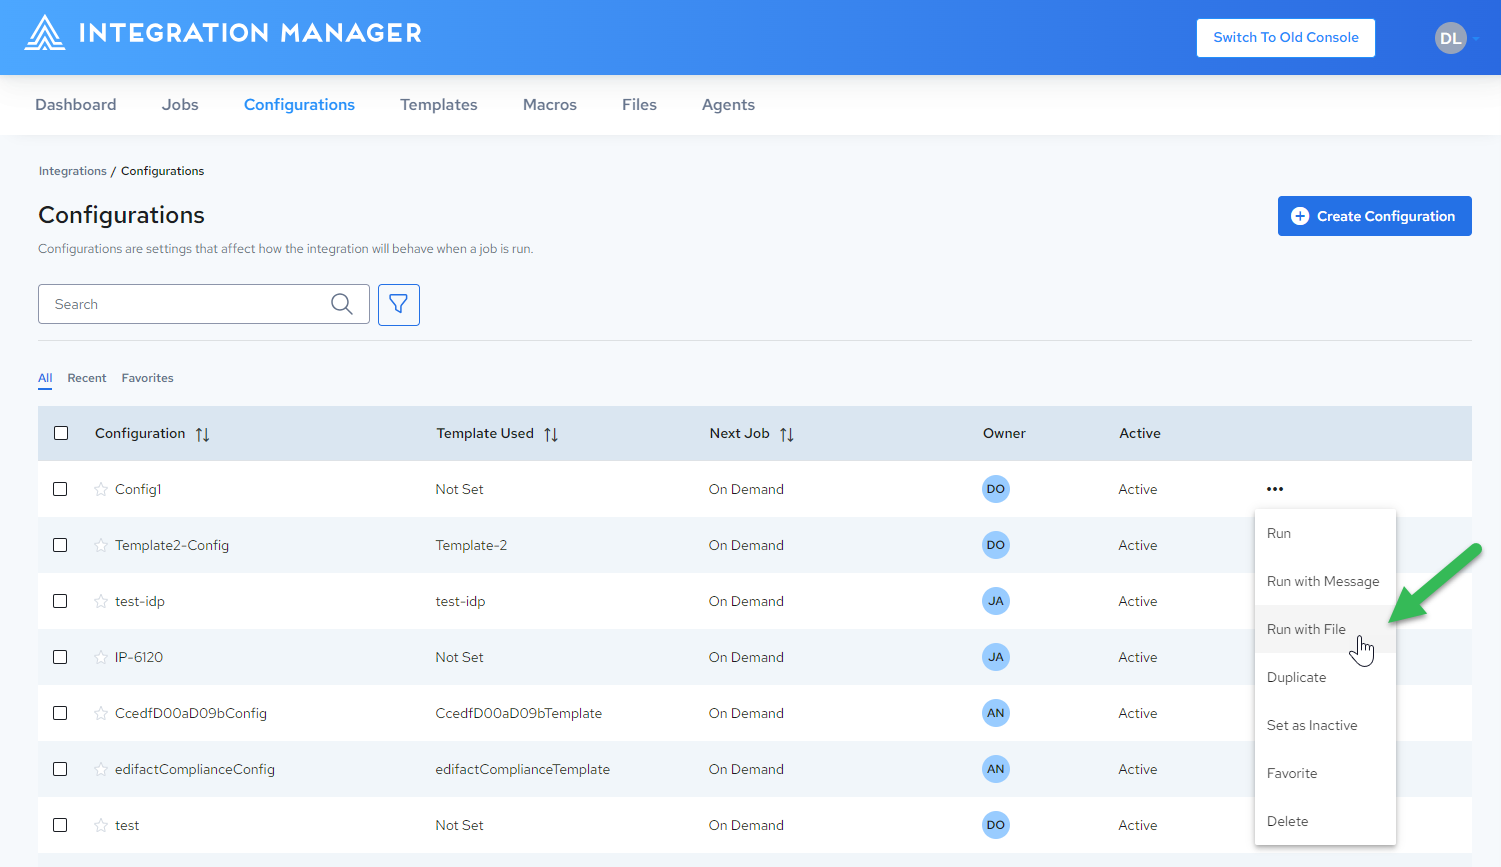 INTEGRATION MANAGER
Switch To Old Console
DL
Dashboard Jobs Configurations Templates Macros Files Agents
Integrations / Configurations
Configurations
Create Configuration
Configurations are settings that affect how the integration will behave when a job is run.
Search
All Recent Favorites
Configuration Template Used Next Job Owner Active
Config1 Not Set On Demand DO Active •••
Template2-Config Template-2 On Demand DO Active
test-idp test-idp On Demand JA Active
IP-6120 Not Set On Demand JA Active
CcedfD00aD09bConfig CcedfD00aD09bTemplate On Demand AN Active
edifactComplianceConfig edifactComplianceTemplate On Demand AN Active
test Not Set On Demand DO Active
Run
Run with Message
Run with File
Duplicate
Set as Inactive
Favorite
Delete